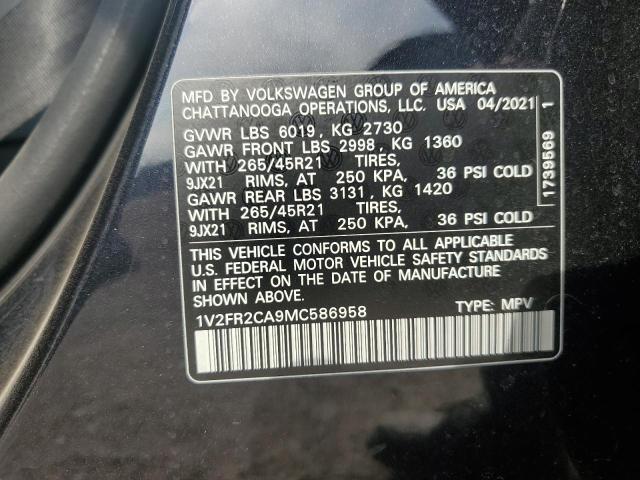 MFD BY VOLKSWAGEN GROUP OF AMERICA
CHATTANOOGA OPERATIONS, LLC. USA 04/2021
GVWR LBS 6019, KG 2730
GAWR FRONT LBS 2998, KG 1360
WITH 265/45R21 TIRES,
9JX21 RIMS, AT 250 KPA, 36 PSI COLD
GAWR REAR LBS 3131, KG 1420
WITH 265/45R21 TIRES,
9JX21 RIMS, AT 250 KPA, 36 PSI COLD
THIS VEHICLE CONFORMS TO ALL APPLICABLE
U.S. FEDERAL MOTOR VEHICLE SAFETY STANDARDS
IN EFFECT ON THE DATE OF MANUFACTURE
SHOWN ABOVE.
1V2FR2CA9MC586958 TYPE: MPV
1739569 1